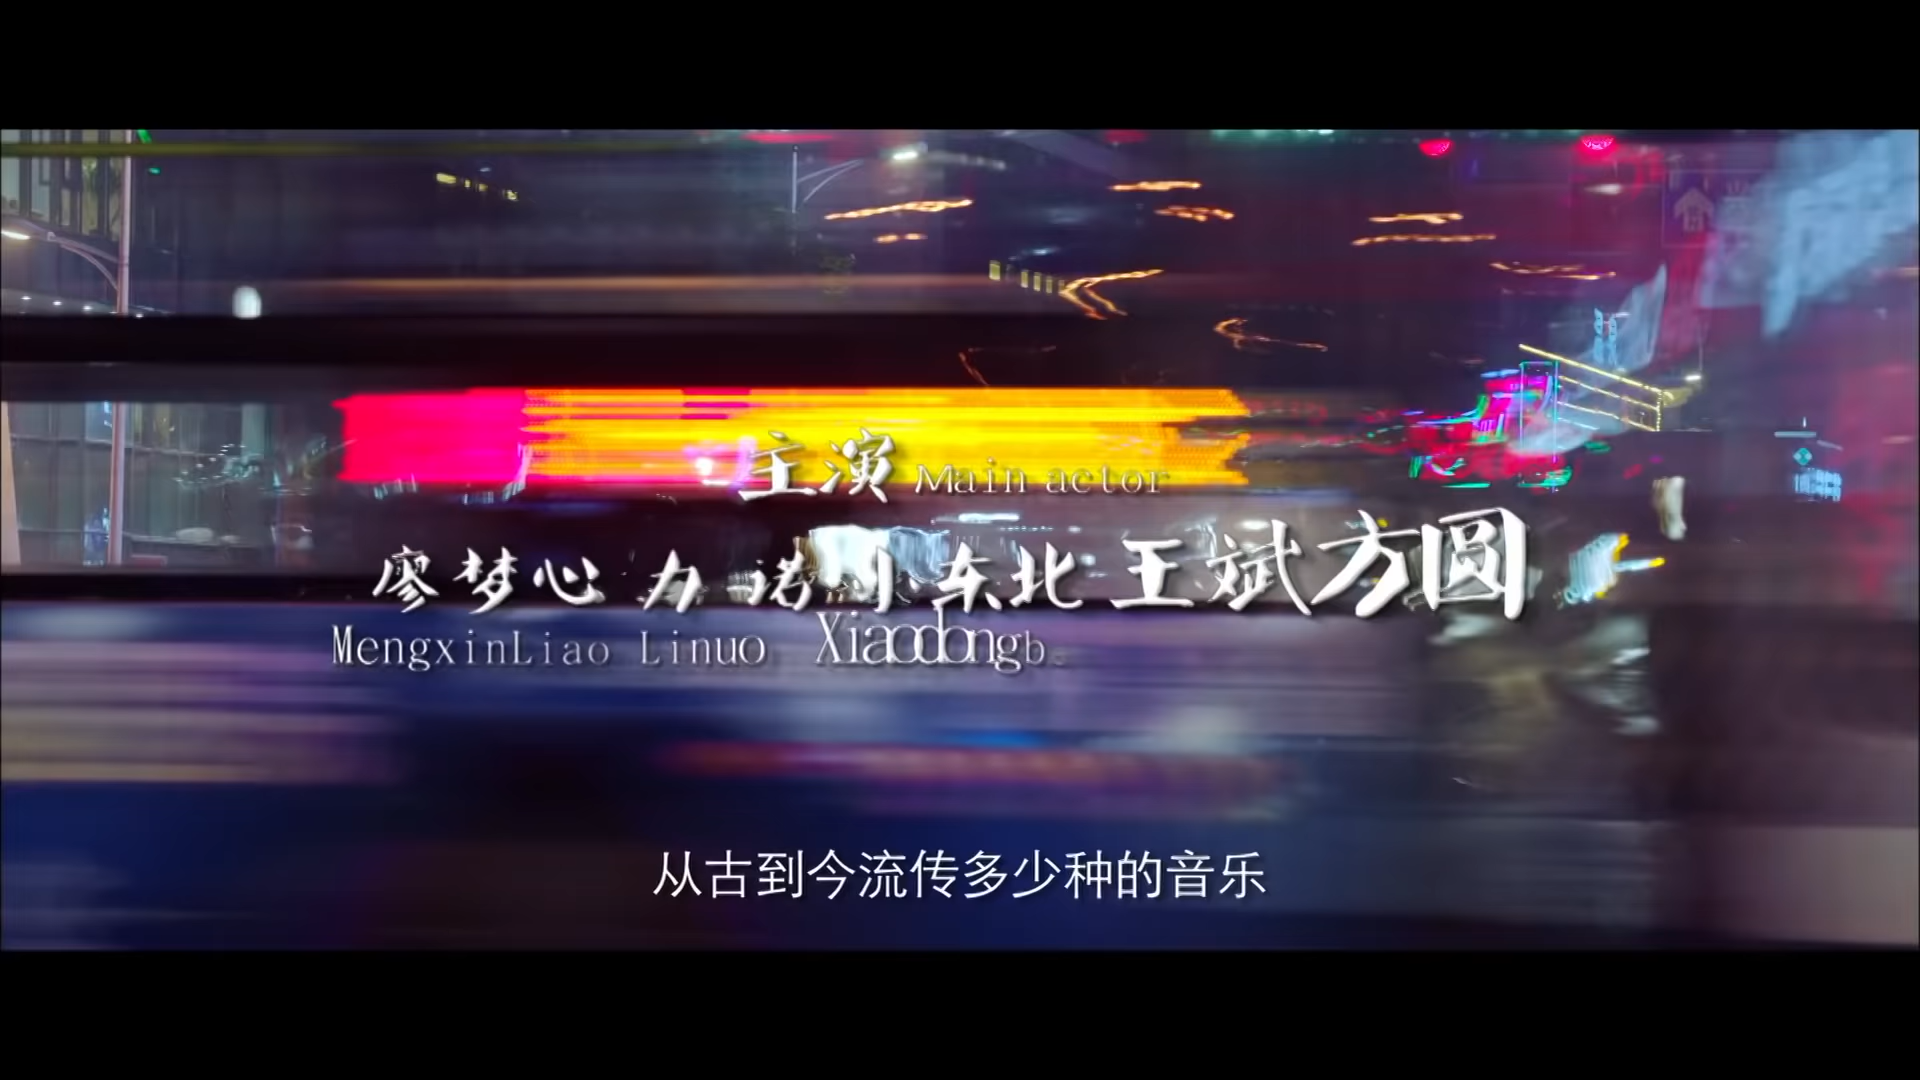 主演 Main actor
廖梦心 力 诺 小东北 王斌 方圆
MengxinLiao Linuo Xiaodongb
从古到今流传多少种的音乐